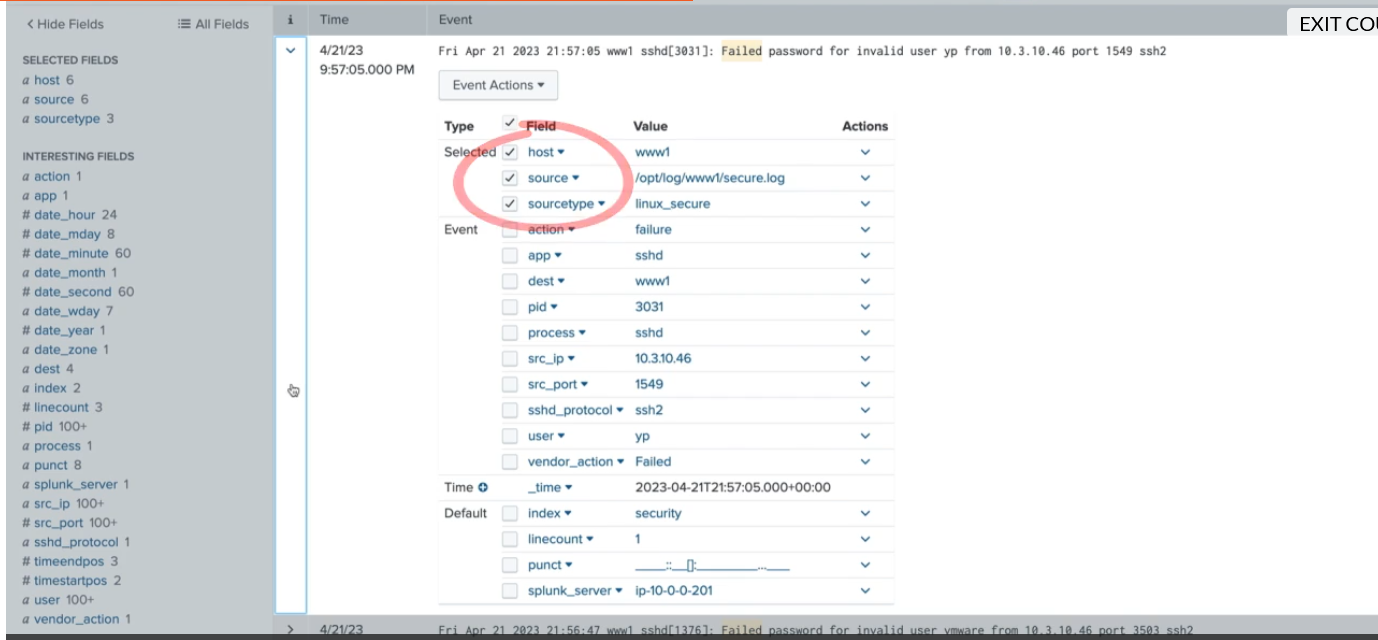 Hide Fields
All Fields
i Time Event
EXIT COU
SELECTED FIELDS
a host 6
a source 6
a sourcetype 3
INTERESTING FIELDS
a action 1
a app 1
# date_hour 24
# date_mday 8
# date_minute 60
a date_month 1
# date_second 60
a date_wday 7
# date_year 1
a date_zone 1
a dest 4
a index 2
# linecount 3
# pid 100+
a process 1
a punct 8
a splunk_server 1
a src_ip 100+
# src_port 100+
a sshd_protocol 1
# timeendpos 3
# timestartpos 2
a user 100+
a vendor_action 1
4/21/23
9:57:05.000 PM
Fri Apr 21 2023 21:57:05 www1 sshd[3031]: Failed password for invalid user yp from 10.3.10.46 port 1549 ssh2
Event Actions
Type Field Value Actions
Selected host www1
source /opt/log/www1/secure.log
sourcetype linux_secure
Event action failure
app sshd
dest www1
pid 3031
process sshd
src_ip 10.3.10.46
src_port 1549
sshd_protocol ssh2
user yp
vendor_action Failed
Time _time 2023-04-21T21:57:05.000+00:00
Default index security
linecount 1
punct
splunk_server ip-10-0-0-201
4/21/23 Fri Apr 21 2023 21:56:47 www1 sshd[1376]: Failed password for invalid user vmware from 10.3.10.46 port 3503 ssh2